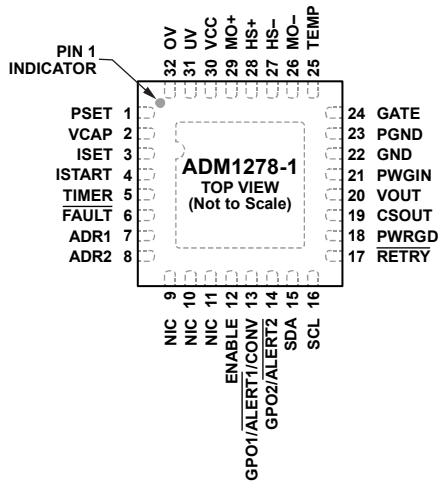 32 OV
31 UV
30 VCC
29 MO+
28 HS+
27 HS–
26 MO–
25 TEMP
PIN 1
INDICATOR
PSET 1
VCAP 2
ISET 3
ISTART 4
TIMER 5
FAULT 6
ADR1 7
ADR2 8
ADM1278-1
TOP VIEW
(Not to Scale)
24 GATE
23 PGND
22 GND
21 PWGIN
20 VOUT
19 CSOUT
18 PWRGD
17 RETRY
NIC 9
NIC 10
NIC 11
ENABLE 12
GPO1/ALERT1/CONV 13
GPO2/ALERT2 14
SDA 15
SCL 16